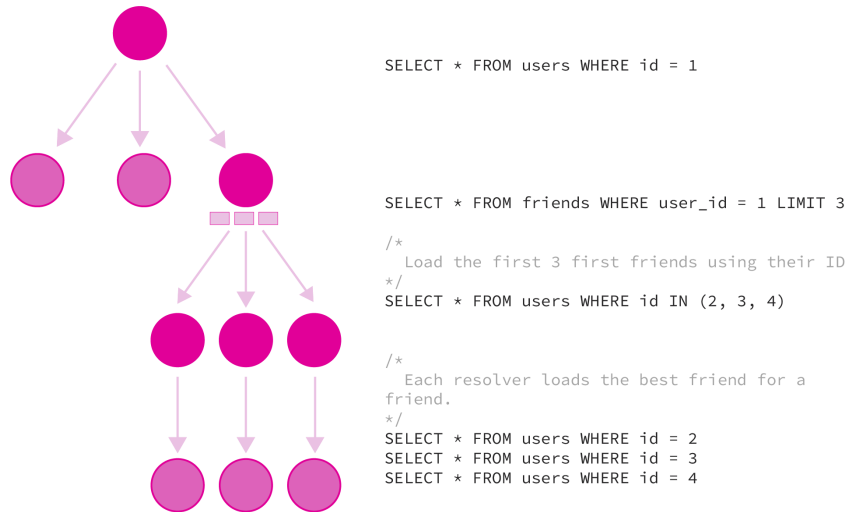 SELECT * FROM users WHERE id = 1
SELECT * FROM friends WHERE user_id = 1 LIMIT 3
/*
Load the first 3 first friends using their ID
*/
SELECT * FROM users WHERE id IN (2, 3, 4)
/*
Each resolver loads the best friend for a
friend.
*/
SELECT * FROM users WHERE id = 2
SELECT * FROM users WHERE id = 3
SELECT * FROM users WHERE id = 4